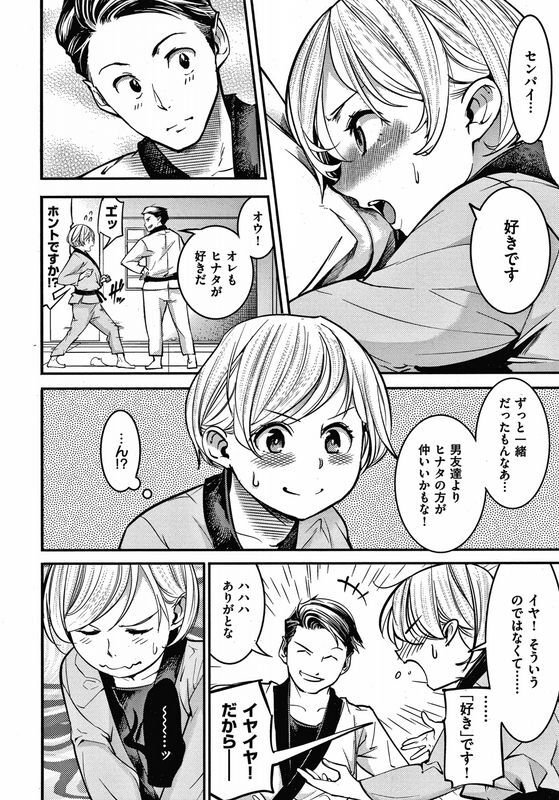 センパイ…!
好きです
オウ!
オレも
ヒナタが
好きだ
エッ
ホントですか!?
ずっと一緒
だったもんなあ…
男友達より
ヒナタの方が
仲いいかもな!
…ん!?
イヤ!そういう
のではなくて……
……
「好き」です!
ハハハ
ありがとな
イヤイヤ!
だから──
〜〜〜…ッ